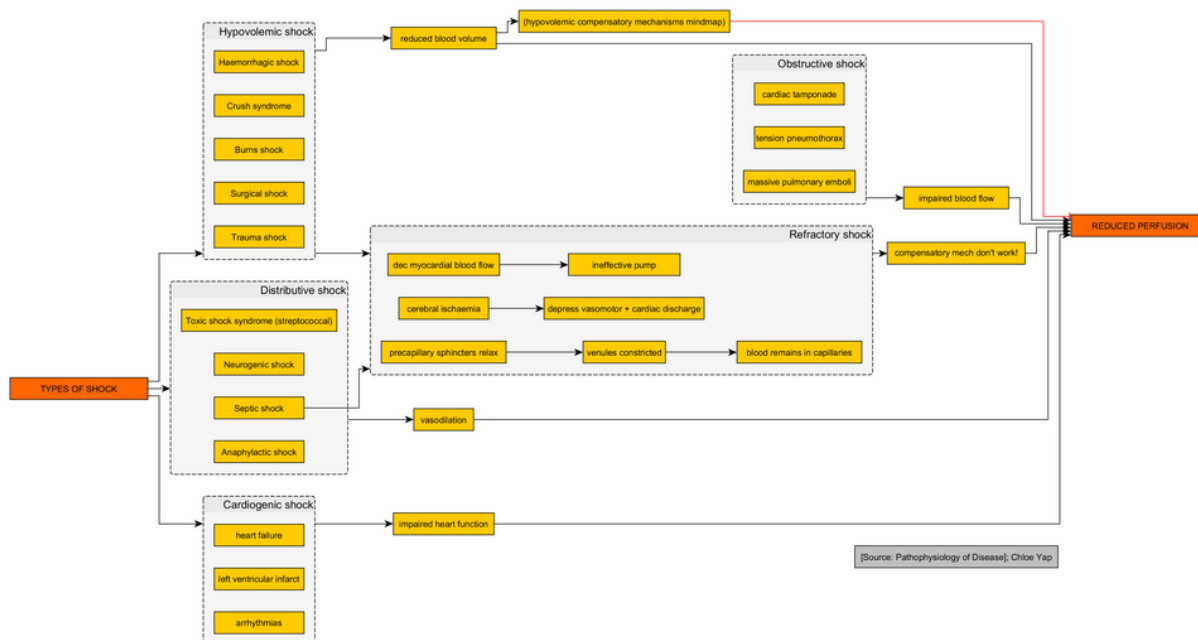 Hypovolemic shock
Haemorrhagic shock
Crush syndrome
Burns shock
Surgical shock
Trauma shock
reduced blood volume
(hypovolemic compensatory mechanisms mindmap)
Obstructive shock
cardiac tamponade
tension pneumothorax
massive pulmonary emboli
impaired blood flow
REDUCED PERFUSION
Refractory shock
dec myocardial blood flow
ineffective pump
cerebral ischaemia
depress vasomotor + cardiac discharge
precapillary sphincters relax
venules constricted
blood remains in capillaries
compensatory mech don't work!
TYPES OF SHOCK
Distributive shock
Toxic shock syndrome (streptococcal)
Neurogenic shock
Septic shock
Anaphylactic shock
vasodilation
Cardiogenic shock
heart failure
left ventricular infarct
arrhythmias
impaired heart function
[Source: Pathophysiology of Disease]; Chloe Yap